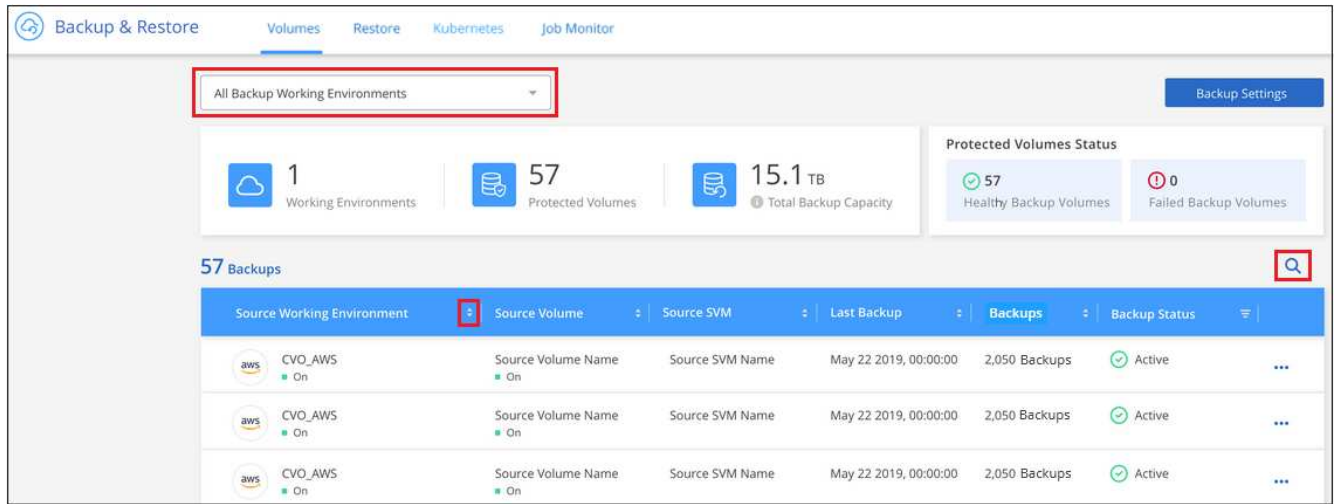 Backup & Restore Volumes Restore Kubernetes Job Monitor
All Backup Working Environments Backup Settings
Protected Volumes Status
1 57 15.1 TB 57 0
Working Environments Protected Volumes Total Backup Capacity Healthy Backup Volumes Failed Backup Volumes
57 Backups
Source Working Environment Source Volume Source SVM Last Backup Backups Backup Status
aws CVO_AWS Source Volume Name Source SVM Name May 22 2019, 00:00:00 2,050 Backups Active
On On
aws CVO_AWS Source Volume Name Source SVM Name May 22 2019, 00:00:00 2,050 Backups Active
On On
aws CVO_AWS Source Volume Name Source SVM Name May 22 2019, 00:00:00 2,050 Backups Active
On On